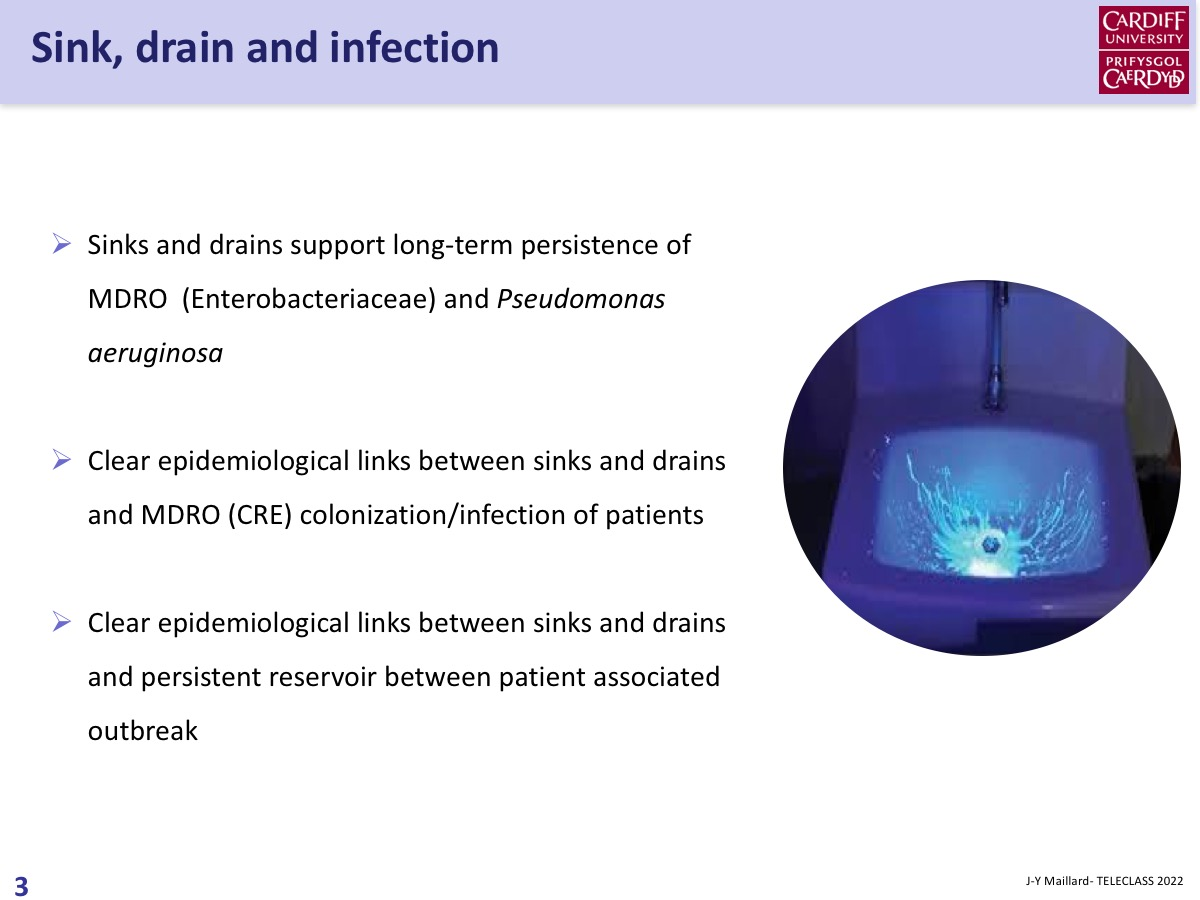 Sink, drain and infection
CARDIFF
UNIVERSITY
PRIFYSGOL
CAERDYDD
Sinks and drains support long-term persistence of
MDRO (Enterobacteriaceae) and Pseudomonas
aeruginosa
Clear epidemiological links between sinks and drains
and MDRO (CRE) colonization/infection of patients
Clear epidemiological links between sinks and drains
and persistent reservoir between patient associated
outbreak
3
J-Y Maillard- TELECLASS 2022